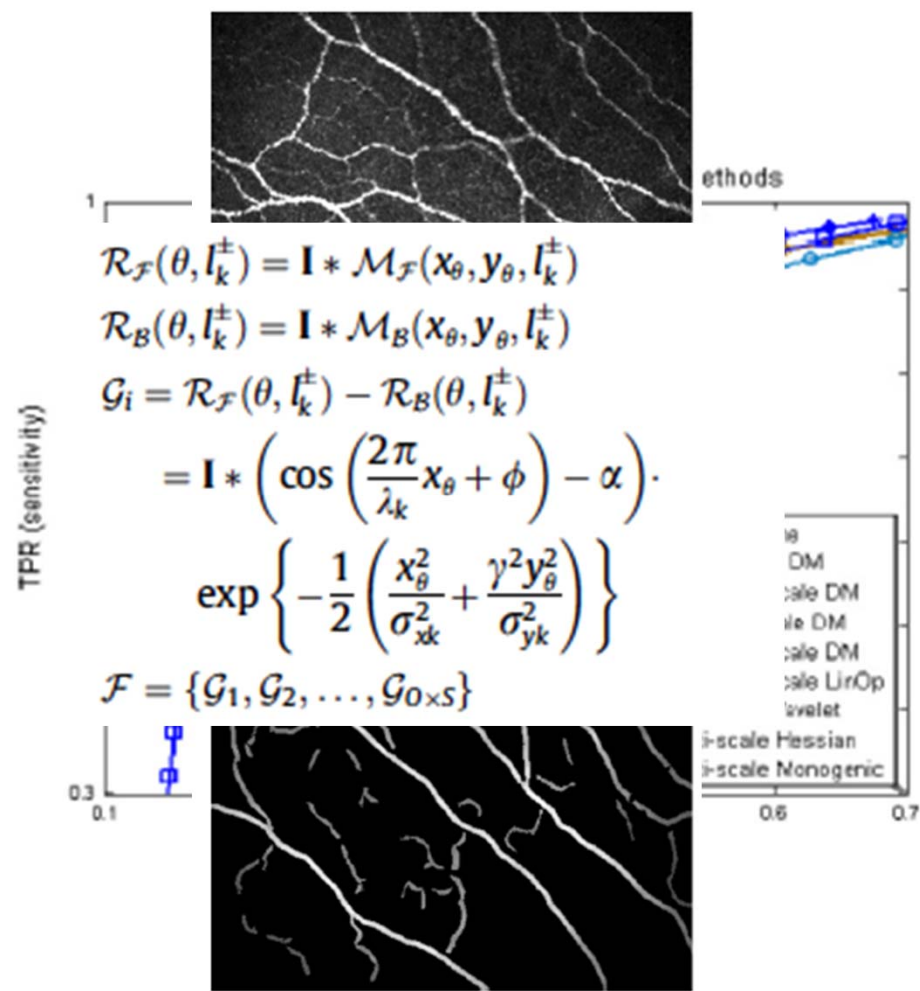 ethods
1
R_F(θ, l_k^±) = I * M_F(x_θ, y_θ, l_k^±)
R_B(θ, l_k^±) = I * M_B(x_θ, y_θ, l_k^±)
G_i = R_F(θ, l_k^±) − R_B(θ, l_k^±)
= I * (cos (2π/λ_k x_θ + ϕ) − α) ·
exp {−1/2 (x_θ^2/σ_xk^2 + γ^2 y_θ^2/σ_yk^2)}
F = {G_1, G_2, ..., G_O×S}
TPR (sensitivity)
DM
cale DM
le DM
cale DM
cale LinOp
avelet
i-scale Hessian
i-scale Monogenic
0.3
0.1
0.6
0.7